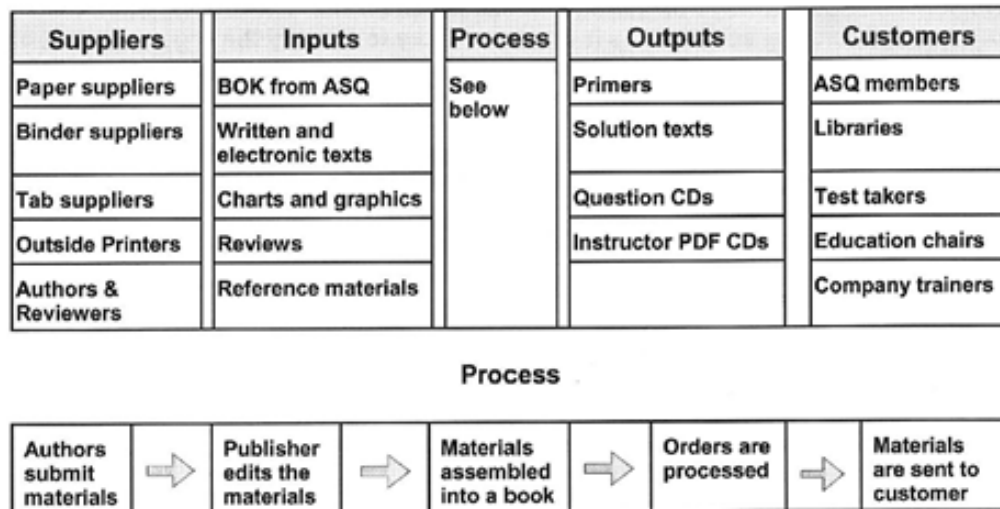 Suppliers Inputs Process Outputs Customers
Paper suppliers BOK from ASQ See below Primers ASQ members
Binder suppliers Written and electronic texts Solution texts Libraries
Tab suppliers Charts and graphics Question CDs Test takers
Outside Printers Reviews Instructor PDF CDs Education chairs
Authors & Reviewers Reference materials Company trainers
Process
Authors submit materials Publisher edits the materials Materials assembled into a book Orders are processed Materials are sent to customer